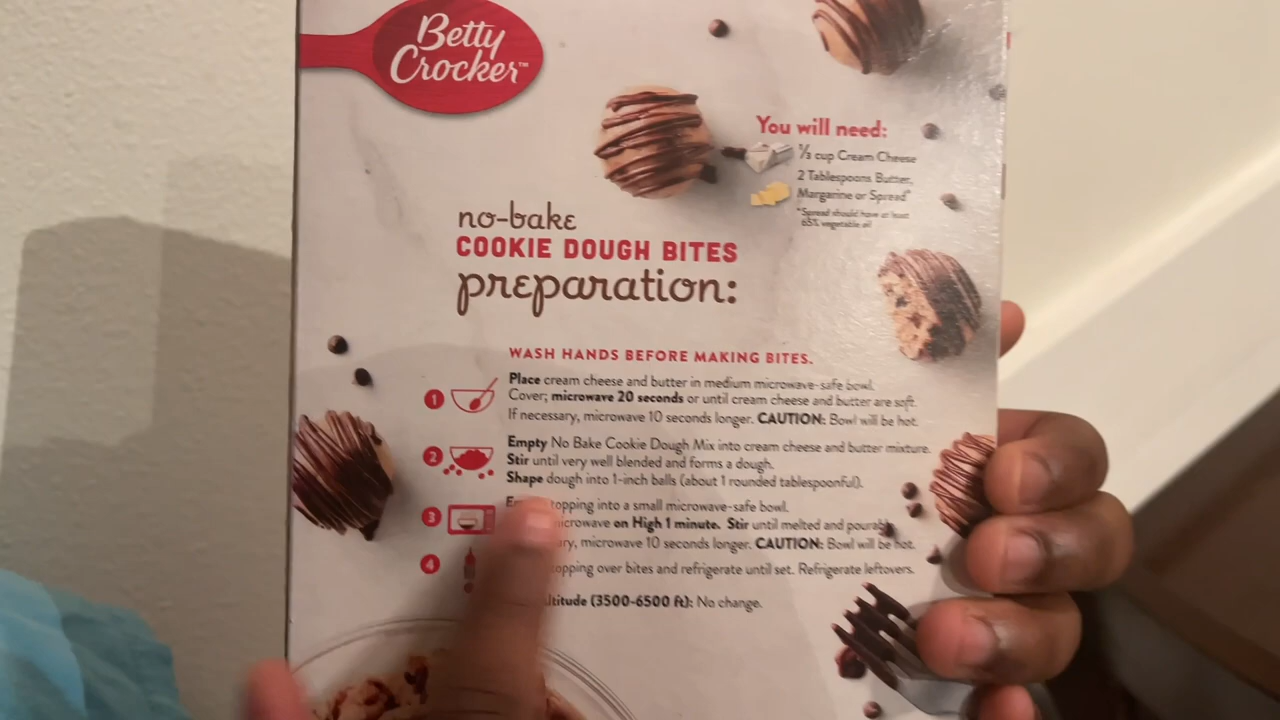 Betty
Crocker™
You will need:
⅓ cup Cream Cheese
2 Tablespoons Butter,
Margarine or Spread*
*Spread should have at least
65% vegetable oil
no-bake
COOKIE DOUGH BITES
preparation:
WASH HANDS BEFORE MAKING BITES.
1
Place cream cheese and butter in medium microwave-safe bowl.
Cover; microwave 20 seconds or until cream cheese and butter are soft.
If necessary, microwave 10 seconds longer. CAUTION: Bowl will be hot.
2
Empty No Bake Cookie Dough Mix into cream cheese and butter mixture.
Stir until very well blended and forms a dough.
Shape dough into 1-inch balls (about 1 rounded tablespoonful).
3
topping into a small microwave-safe bowl.
microwave on High 1 minute. Stir until melted and pourable.
microwave 10 seconds longer. CAUTION: Bowl will be hot.
4
topping over bites and refrigerate until set. Refrigerate leftovers.
(3500-6500 ft): No change.